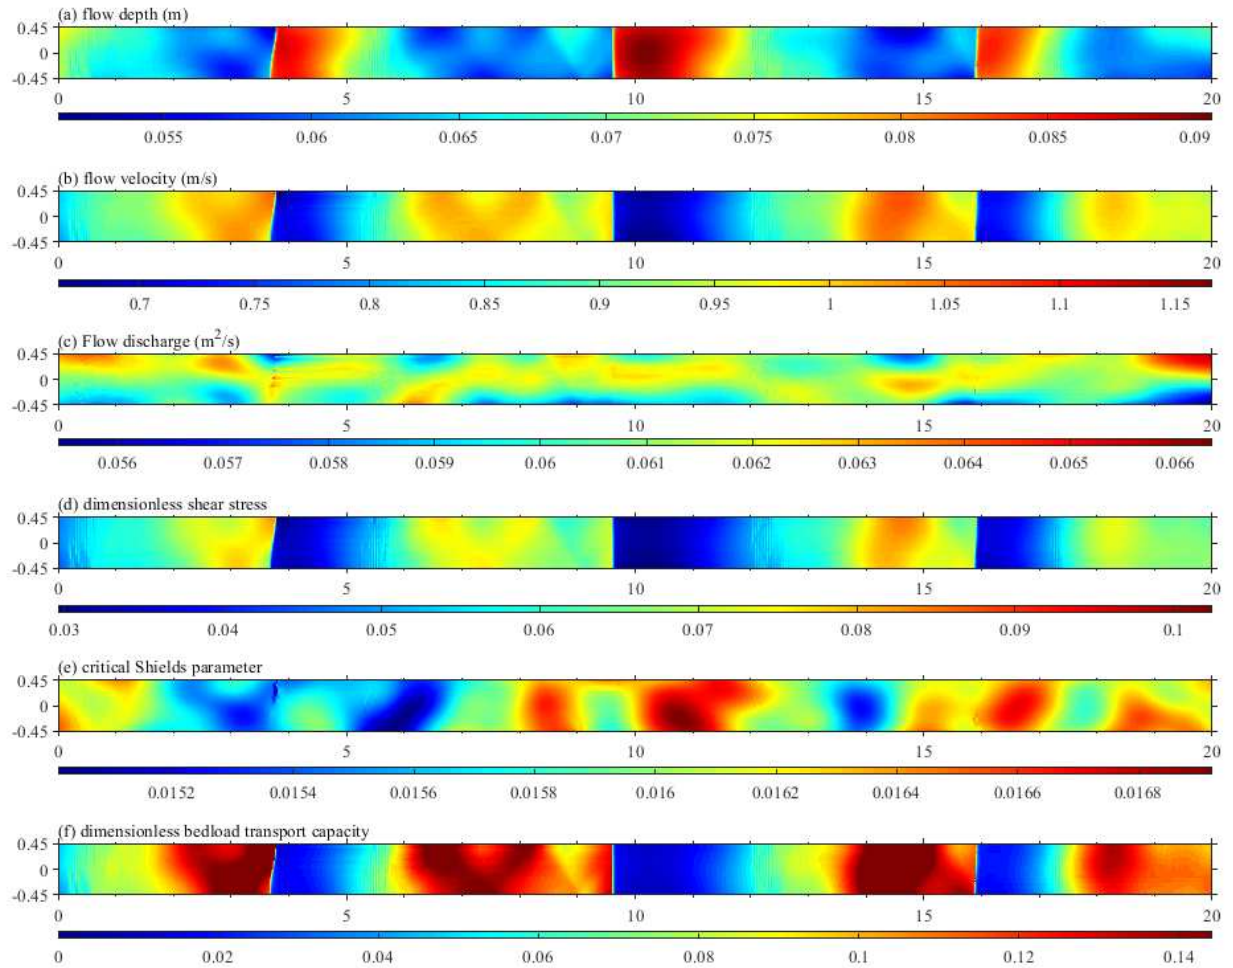 (a) flow depth (m)
0.45
0
-0.45
0 5 10 15 20
0.055 0.06 0.065 0.07 0.075 0.08 0.085 0.09
(b) flow velocity (m/s)
0.45
0
-0.45
0 5 10 15 20
0.7 0.75 0.8 0.85 0.9 0.95 1 1.05 1.1 1.15
(c) Flow discharge (m²/s)
0.45
0
-0.45
0 5 10 15 20
0.056 0.057 0.058 0.059 0.06 0.061 0.062 0.063 0.064 0.065 0.066
(d) dimensionless shear stress
0.45
0
-0.45
0 5 10 15 20
0.03 0.04 0.05 0.06 0.07 0.08 0.09 0.1
(e) critical Shields parameter
0.45
0
-0.45
0 5 10 15 20
0.0152 0.0154 0.0156 0.0158 0.016 0.0162 0.0164 0.0166 0.0168
(f) dimensionless bedload transport capacity
0.45
0
-0.45
0 5 10 15 20
0 0.02 0.04 0.06 0.08 0.1 0.12 0.14